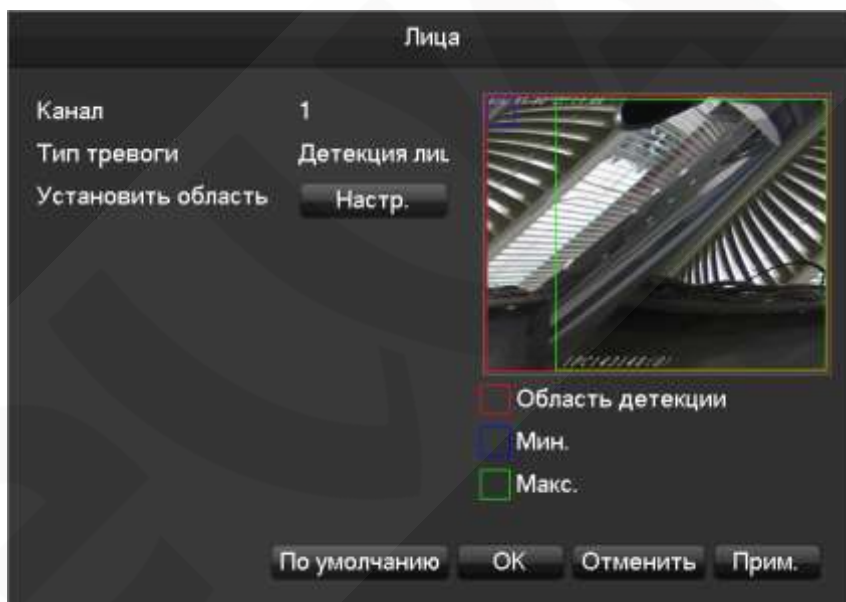 Лица
Канал 1
Тип тревоги Детекция лиц
Установить область Настр.
Область детекции
Мин.
Макс.
По умолчанию OK Отменить Прим.